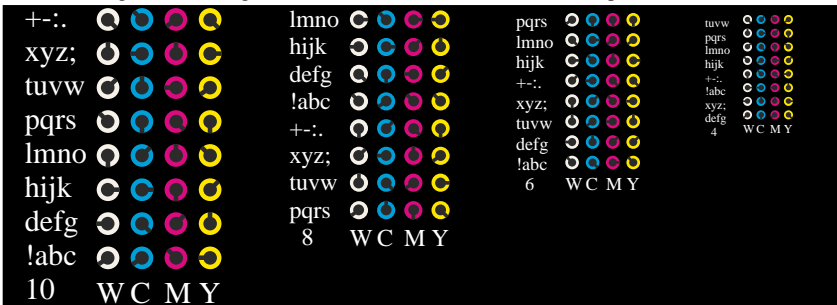 +-:.
xyz;
tuvw
pqrs
lmno
hijk
defg
!abc
10 W C M Y
lmno
hijk
defg
!abc
+-:.
xyz;
tuvw
pqrs
8 W C M Y
pqrs
lmno
hijk
+-:.
xyz;
tuvw
defg
!abc
6 W C M Y
tuvw
pqrs
lmno
hijk
+-:.
!abc
xyz;
defg
4 W C M Y